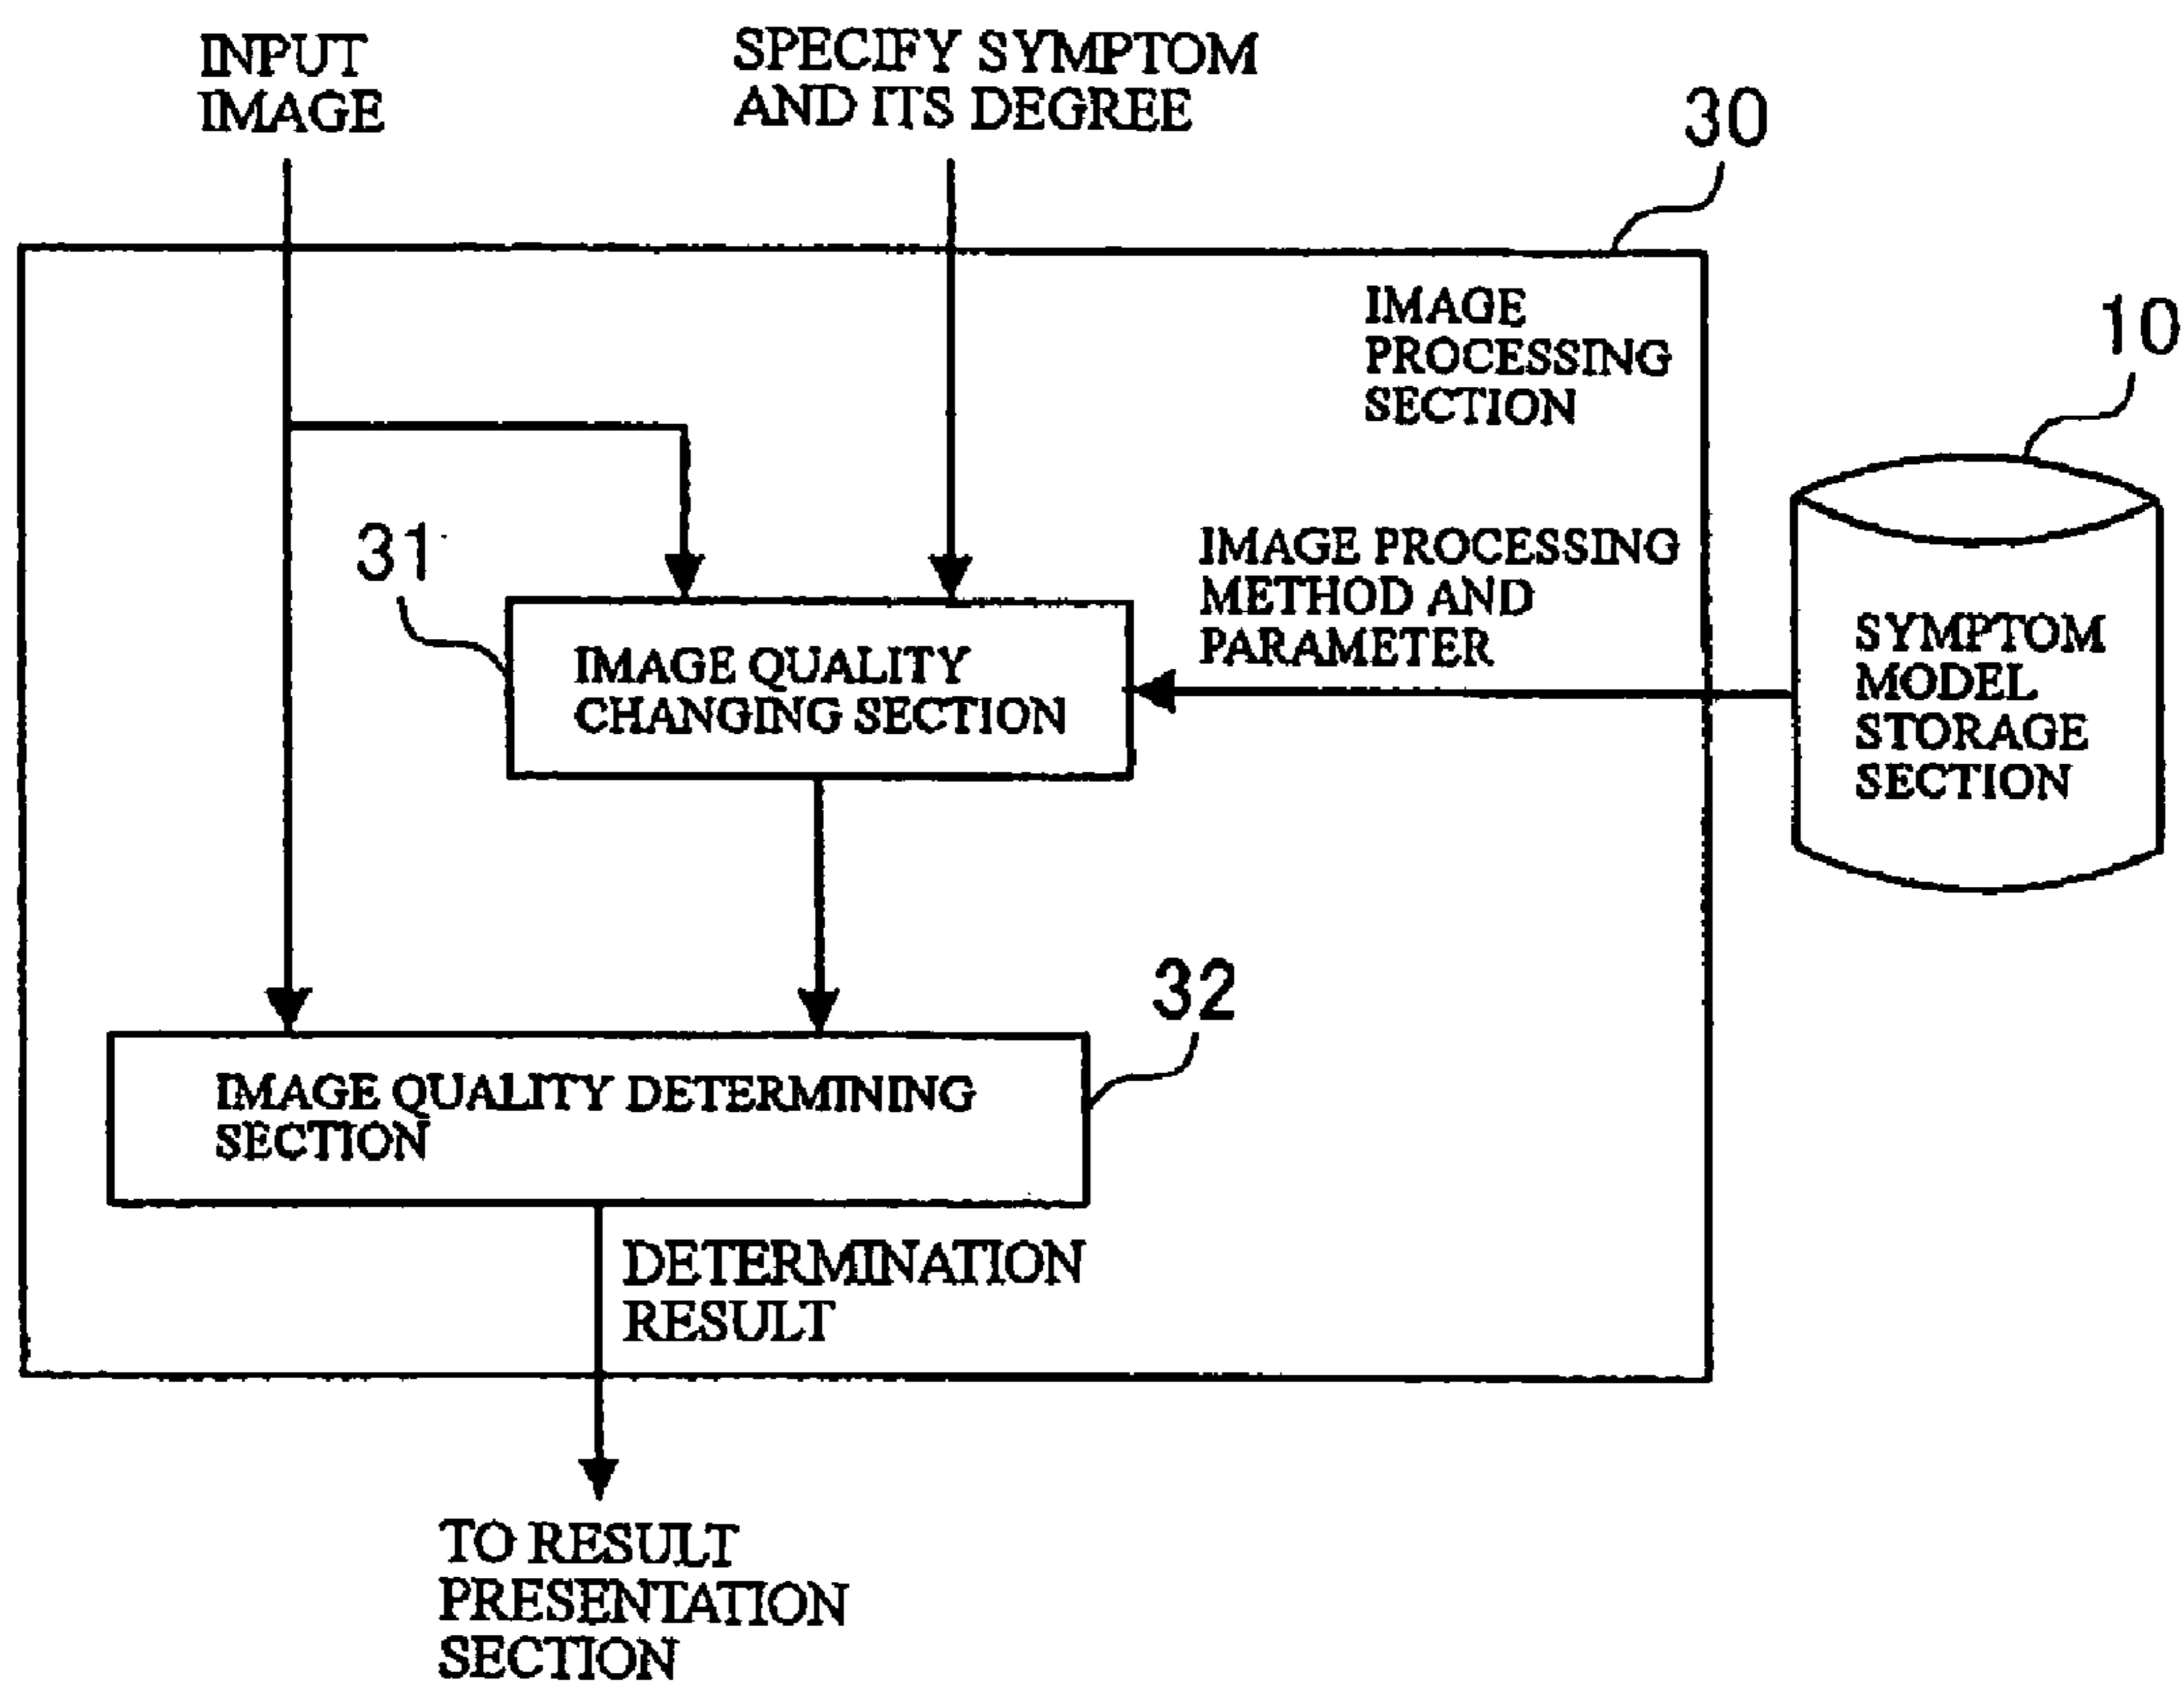 INPUT
IMAGE
SPECIFY SYMPTOM
AND ITS DEGREE
30
IMAGE
PROCESSING
SECTION
10
31
IMAGE PROCESSING
METHOD AND
PARAMETER
SYMPTOM
MODEL
STORAGE
SECTION
IMAGE QUALITY
CHANGING SECTION
32
IMAGE QUALITY DETERMINING
SECTION
DETERMINATION
RESULT
TO RESULT
PRESENTATION
SECTION